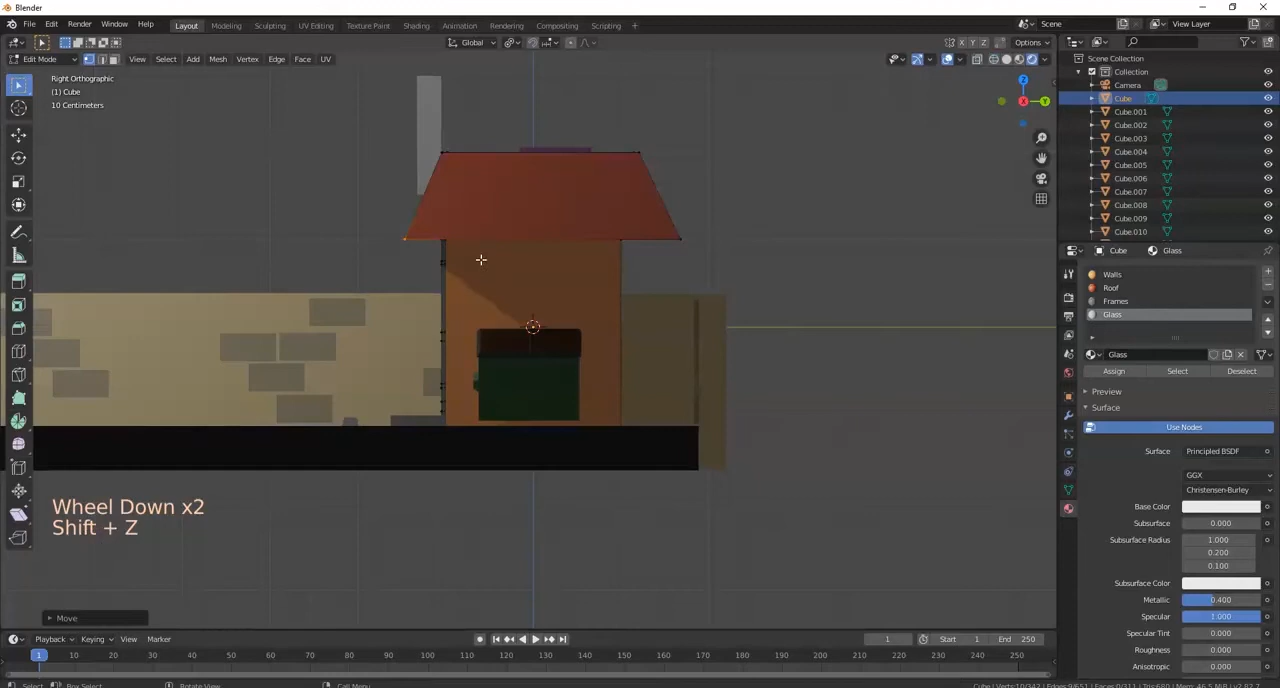 Blender
File Edit Render Window Help Layout Modeling Sculpting UV Editing Texture Paint Shading Animation Rendering Compositing Scripting + Scene View Layer
Global X Y Z Options
Edit Mode View Select Add Mesh Vertex Edge Face UV
Right Orthographic
(1) Cube
10 Centimeters
Scene Collection
Collection
Camera
Cube
Cube.001
Cube.002
Cube.003
Cube.004
Cube.005
Cube.006
Cube.007
Cube.008
Cube.009
Cube.010
Cube Glass
Walls
Roof
Frames
Glass
Glass
Assign Select Deselect
Preview
Surface
Use Nodes
Surface Principled BSDF
GGX
Christensen-Burley
Base Color
Subsurface 0.000
Subsurface Radius 1.000
0.200
0.100
Subsurface Color
Metallic 0.400
Specular 1.000
Specular Tint 0.000
Roughness 0.000
Anisotropic 0.000
Wheel Down x2
Shift + Z
Move
Playback Keying View Marker 1 Start 1 End 250
1 10 20 30 40 50 60 70 80 90 100 110 120 130 140 150 160 170 180 190 200 210 220 230 240 250
Select Box Select Rotate View Call Menu